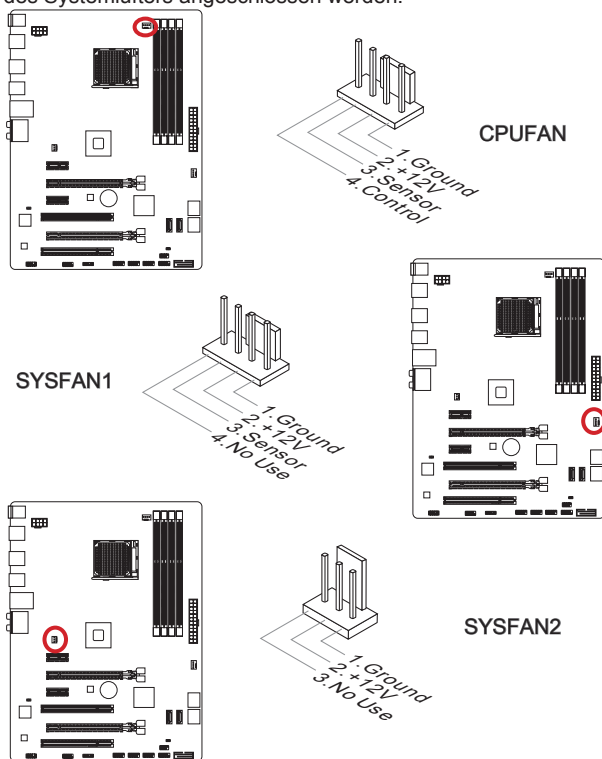 des Systemlüfters angeschlossen werden.
CPUFAN
1.Ground
2.+12V
3.Sensor
4.Control
SYSFAN1
1.Ground
2.+12V
3.Sensor
4.No Use
SYSFAN2
1.Ground
2.+12V
3.No Use